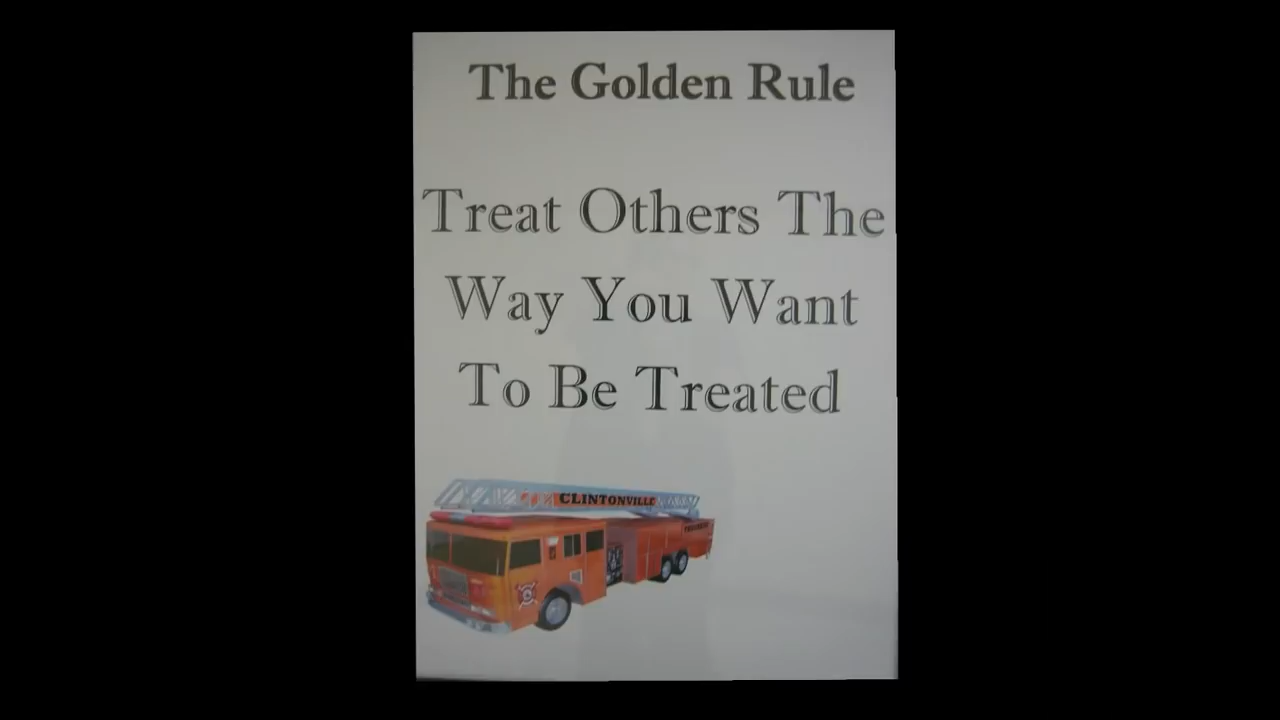 The Golden Rule
Treat Others The
Way You Want
To Be Treated
CLINTONVILLE